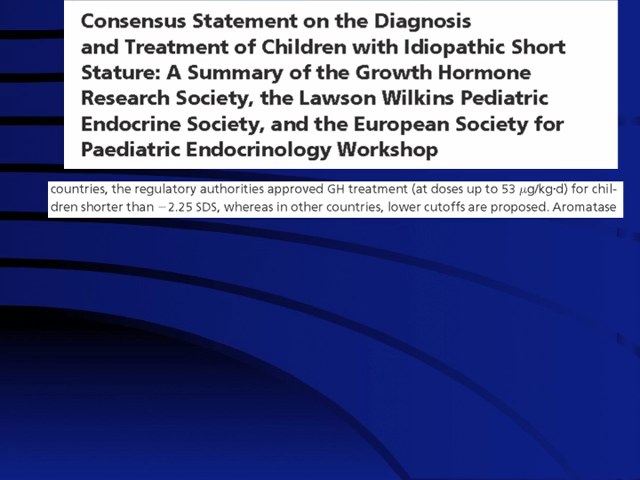 Consensus Statement on the Diagnosis
and Treatment of Children with Idiopathic Short
Stature: A Summary of the Growth Hormone
Research Society, the Lawson Wilkins Pediatric
Endocrine Society, and the European Society for
Paediatric Endocrinology Workshop
countries, the regulatory authorities approved GH treatment (at doses up to 53 μg/kg·d) for chil-
dren shorter than −2.25 SDS, whereas in other countries, lower cutoffs are proposed. Aromatase